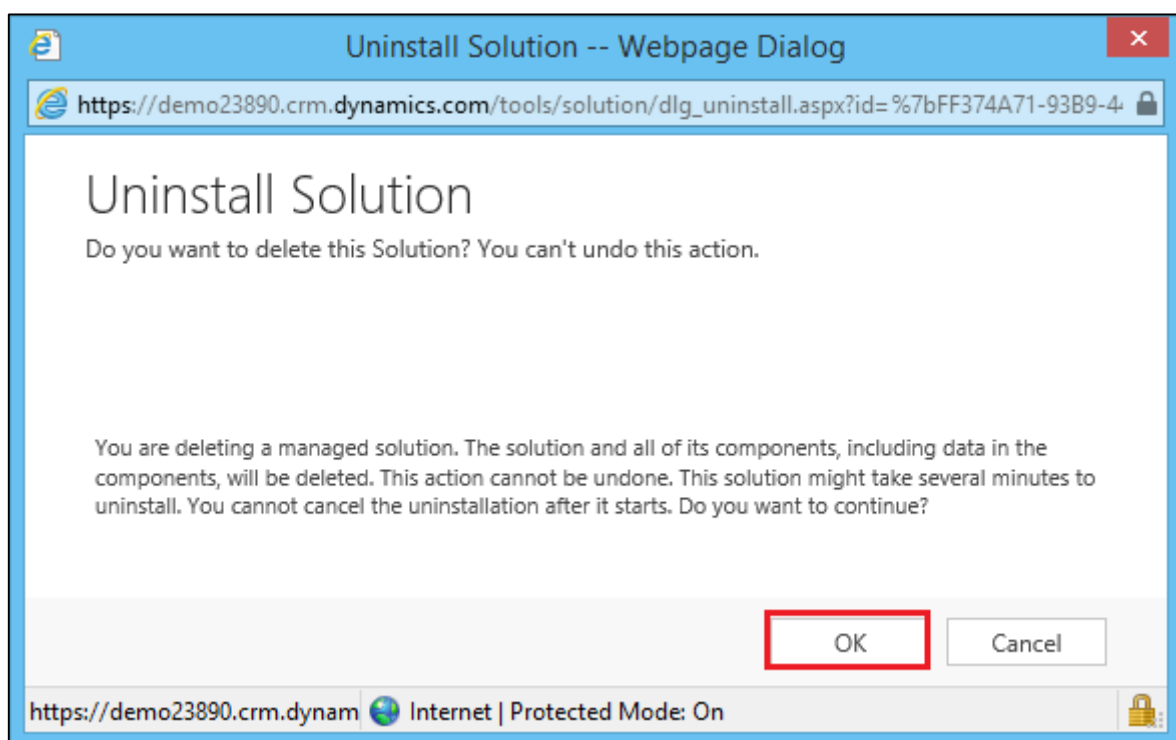 Uninstall Solution -- Webpage Dialog
https://demo23890.crm.dynamics.com/tools/solution/dlg_uninstall.aspx?id=%7bFF374A71-93B9-4
Uninstall Solution
Do you want to delete this Solution? You can't undo this action.
You are deleting a managed solution. The solution and all of its components, including data in the
components, will be deleted. This action cannot be undone. This solution might take several minutes to
uninstall. You cannot cancel the uninstallation after it starts. Do you want to continue?
OK Cancel
https://demo23890.crm.dynam Internet | Protected Mode: On